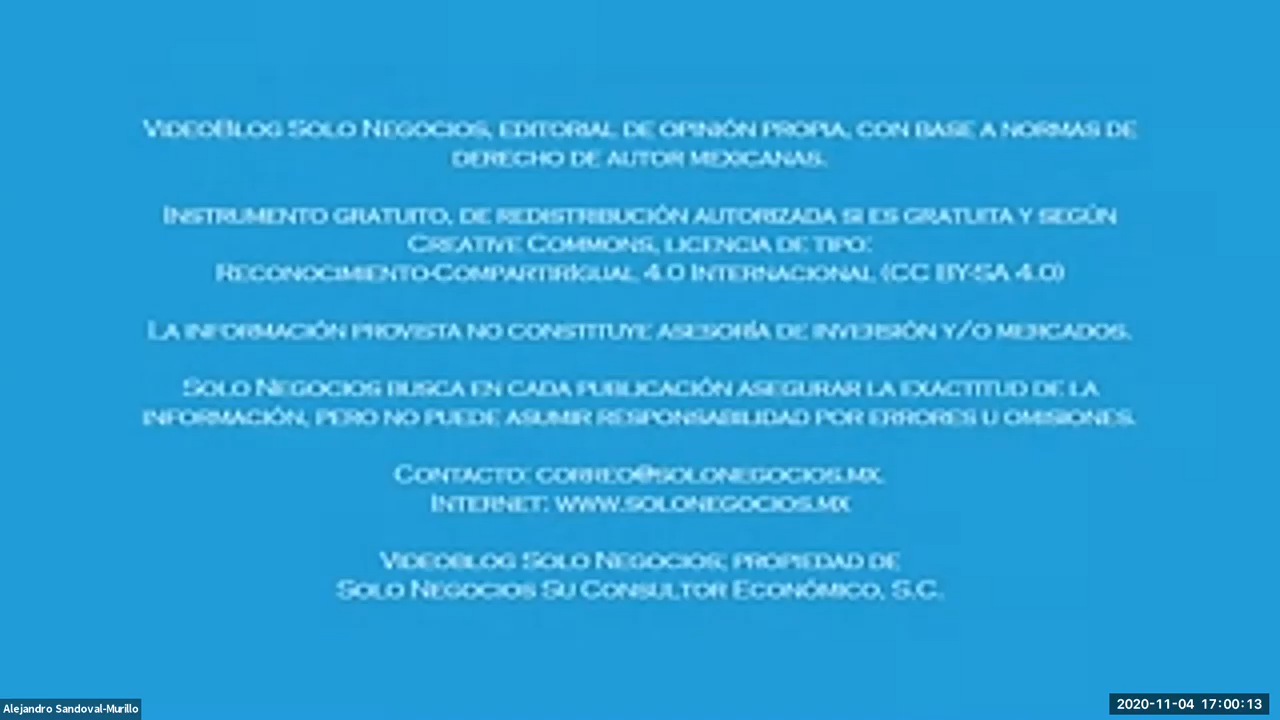 VideoBlog Solo Negocios, editorial de opinión propia, con base a normas de
derecho de autor mexicanas.
Instrumento gratuito, de redistribución autorizada si es gratuita y según
Creative Commons, licencia de tipo:
Reconocimiento-CompartirIgual 4.0 Internacional (CC BY-SA 4.0)
La información provista no constituye asesoría de inversión y/o mercados.
Solo Negocios busca en cada publicación asegurar la exactitud de la
información, pero no puede asumir responsabilidad por errores u omisiones.
Contacto: correo@solonegocios.mx.
Internet: www.solonegocios.mx
Videoblog Solo Negocios; propiedad de
Solo Negocios Su Consultor Económico, S.C.
Alejandro Sandoval-Murillo
2020-11-04 17:00:13